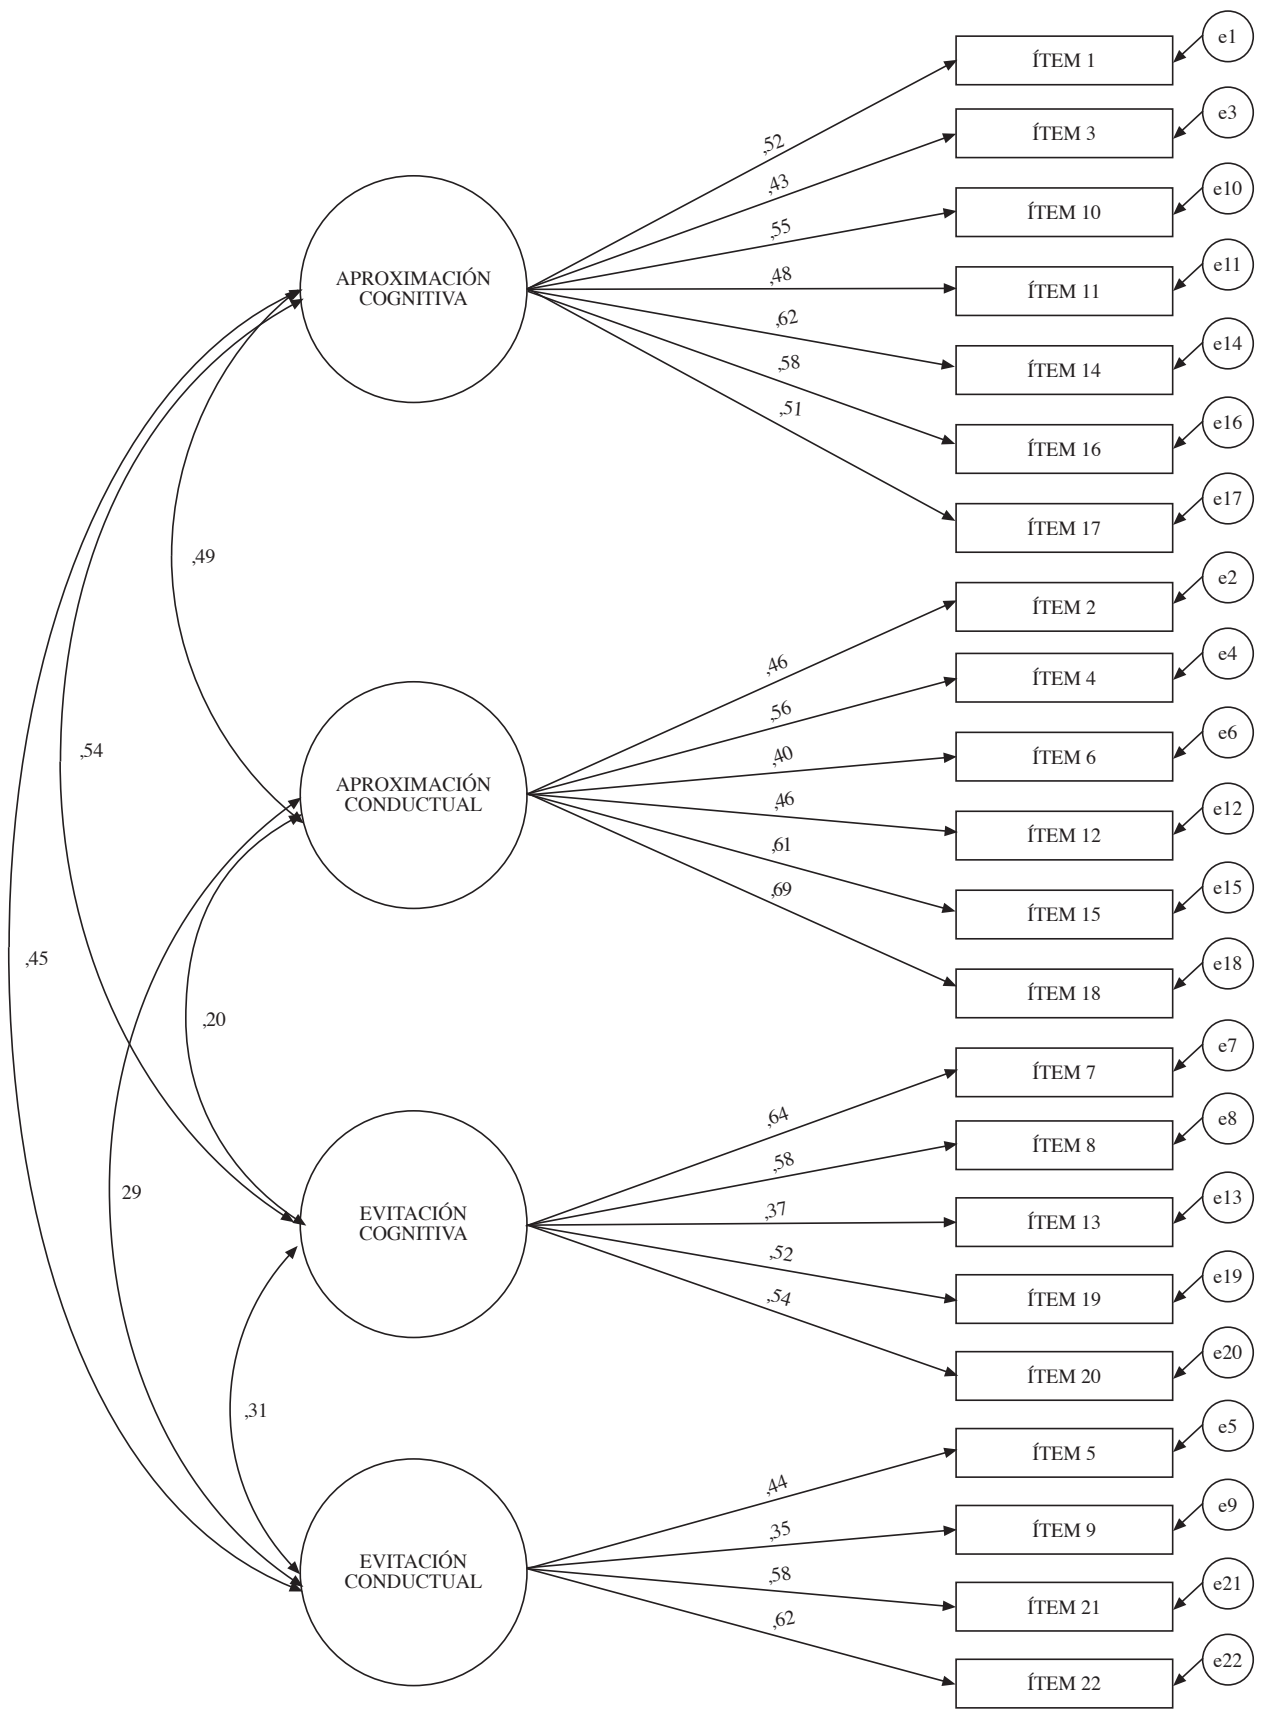 e1
ÍTEM 1
,52
e3
ÍTEM 3
,43
e10
ÍTEM 10
,55
e11
ÍTEM 11
,48
e14
ÍTEM 14
,62
e16
ÍTEM 16
,58
e17
ÍTEM 17
,51
APROXIMACIÓN
COGNITIVA
,49
,54
,45
e2
ÍTEM 2
,46
e4
ÍTEM 4
,56
e6
ÍTEM 6
,40
e12
ÍTEM 12
,46
e15
ÍTEM 15
,61
e18
ÍTEM 18
,69
APROXIMACIÓN
CONDUCTUAL
,20
29
e7
ÍTEM 7
,64
e8
ÍTEM 8
,58
e13
ÍTEM 13
,37
e19
ÍTEM 19
,52
e20
ÍTEM 20
,54
EVITACIÓN
COGNITIVA
,31
e5
ÍTEM 5
,44
e9
ÍTEM 9
,35
e21
ÍTEM 21
,58
e22
ÍTEM 22
,62
EVITACIÓN
CONDUCTUAL